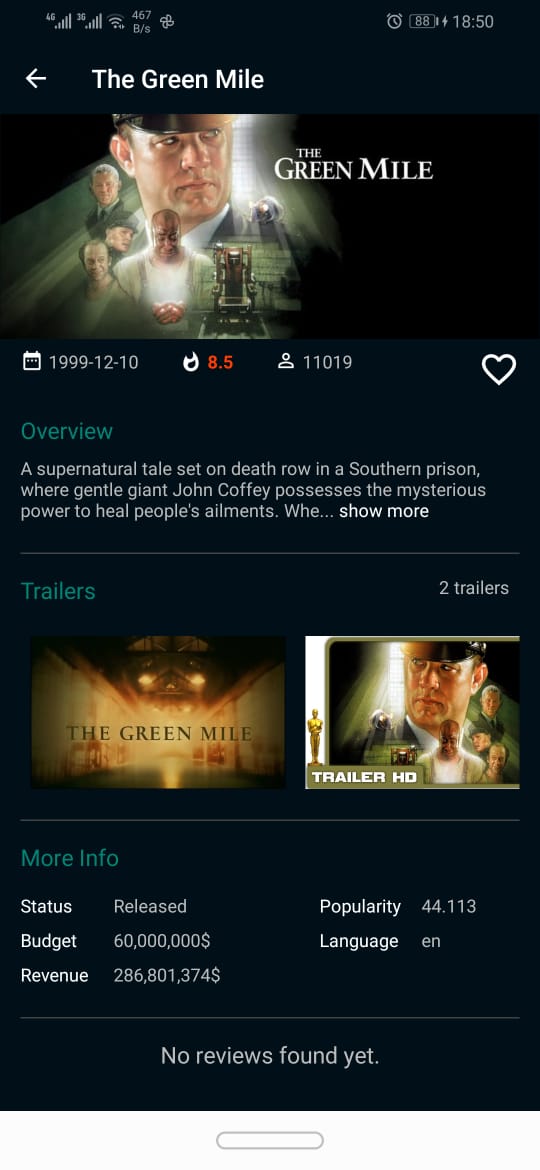 4G 3G 467 B/s 88 18:50
The Green Mile
THE
GREEN MILE
1999-12-10 8.5 11019
Overview
A supernatural tale set on death row in a Southern prison,
where gentle giant John Coffey possesses the mysterious
power to heal people's ailments. Whe... show more
Trailers 2 trailers
THE GREEN MILE
TRAILER HD
More Info
Status Released Popularity 44.113
Budget 60,000,000$ Language en
Revenue 286,801,374$
No reviews found yet.